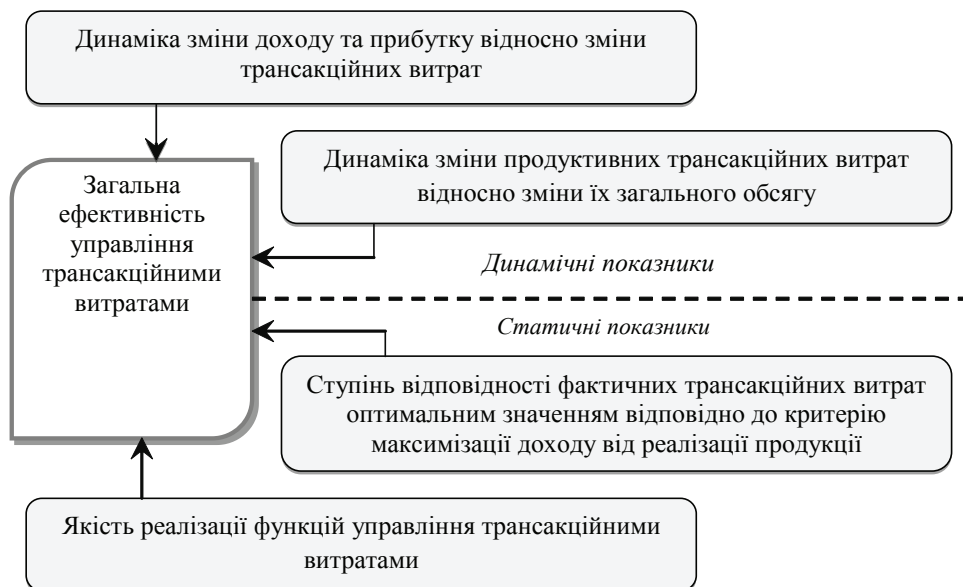 Динаміка зміни доходу та прибутку відносно зміни
трансакційних витрат
Динаміка зміни продуктивних трансакційних витрат
відносно зміни їх загального обсягу
Загальна
ефективність
управління
трансакційними
витратами
Динамічні показники
Статичні показники
Ступінь відповідності фактичних трансакційних витрат
оптимальним значенням відповідно до критерію
максимізації доходу від реалізації продукції
Якість реалізації функцій управління трансакційними
витратами